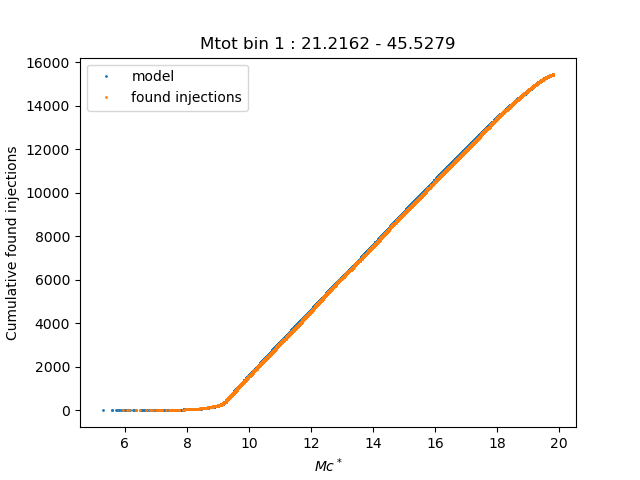 Mtot bin 1 : 21.2162 - 45.5279
model
found injections
Cumulative found injections
16000
14000
12000
10000
8000
6000
4000
2000
0
6 8 10 12 14 16 18 20
Mc*